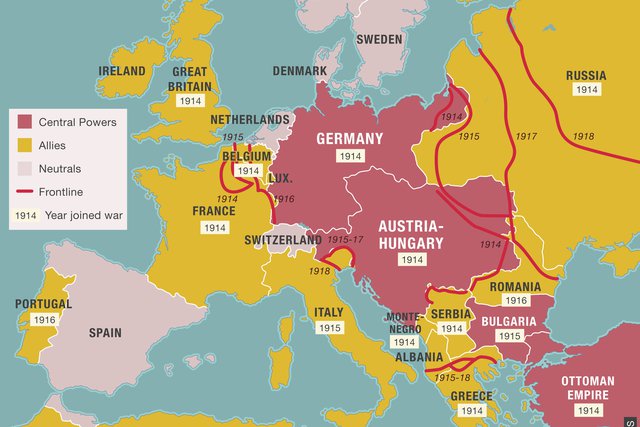 SWEDEN
IRELAND
GREAT
BRITAIN
1914
DENMARK
RUSSIA
1914
Central Powers
Allies
Neutrals
Frontline
1914 Year joined war
NETHERLANDS
1915
BELGIUM
1914
LUX.
1914
1916
GERMANY
1914
1914
1915
1917
1918
FRANCE
1914
SWITZERLAND
1915-17
1918
AUSTRIA-
HUNGARY
1914
1914
ROMANIA
1916
PORTUGAL
1916
SPAIN
ITALY
1915
MONTE-
NEGRO
1914
SERBIA
1914
BULGARIA
1915
ALBANIA
1915-18
GREECE
1914
OTTOMAN
EMPIRE
1914